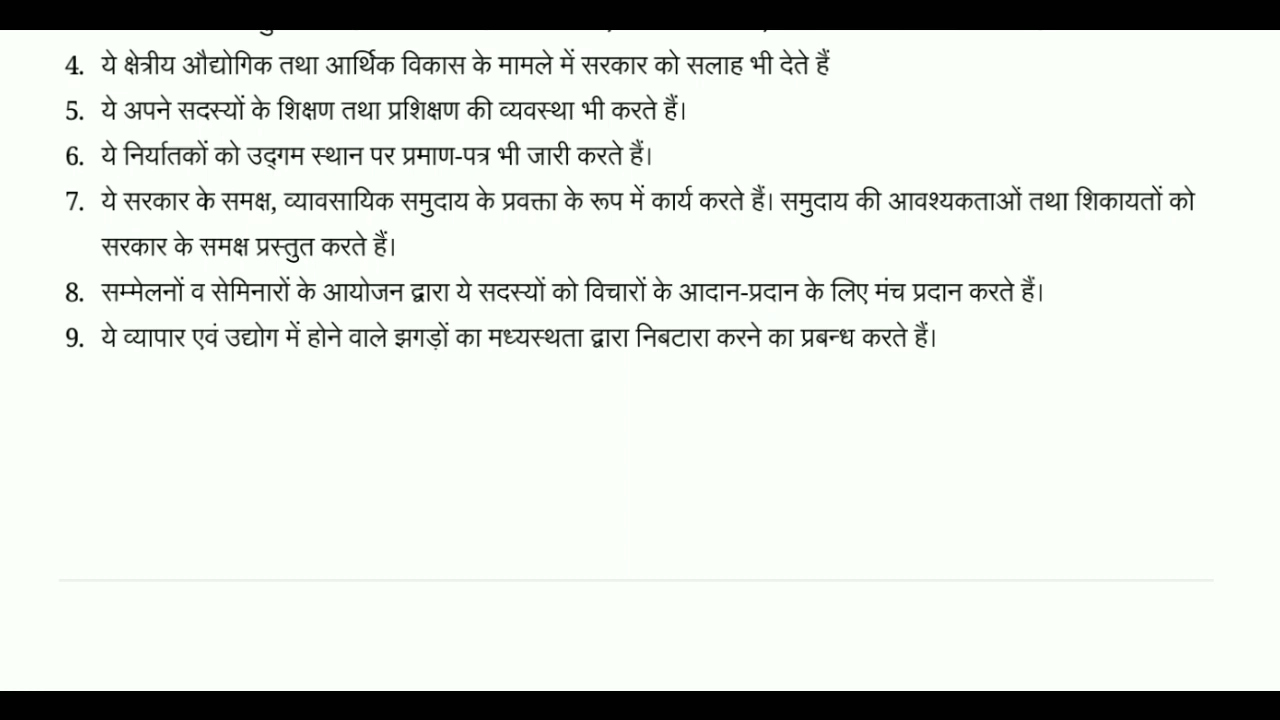 4. ये क्षेत्रीय औद्योगिक तथा आर्थिक विकास के मामले में सरकार को सलाह भी देते हैं
5. ये अपने सदस्यों के शिक्षण तथा प्रशिक्षण की व्यवस्था भी करते हैं।
6. ये निर्यातकों को उद्गम स्थान पर प्रमाण-पत्र भी जारी करते हैं।
7. ये सरकार के समक्ष, व्यावसायिक समुदाय के प्रवक्ता के रूप में कार्य करते हैं। समुदाय की आवश्यकताओं तथा शिकायतों को
सरकार के समक्ष प्रस्तुत करते हैं।
8. सम्मेलनों व सेमिनारों के आयोजन द्वारा ये सदस्यों को विचारों के आदान-प्रदान के लिए मंच प्रदान करते हैं।
9. ये व्यापार एवं उद्योग में होने वाले झगड़ों का मध्यस्थता द्वारा निबटारा करने का प्रबन्ध करते हैं।